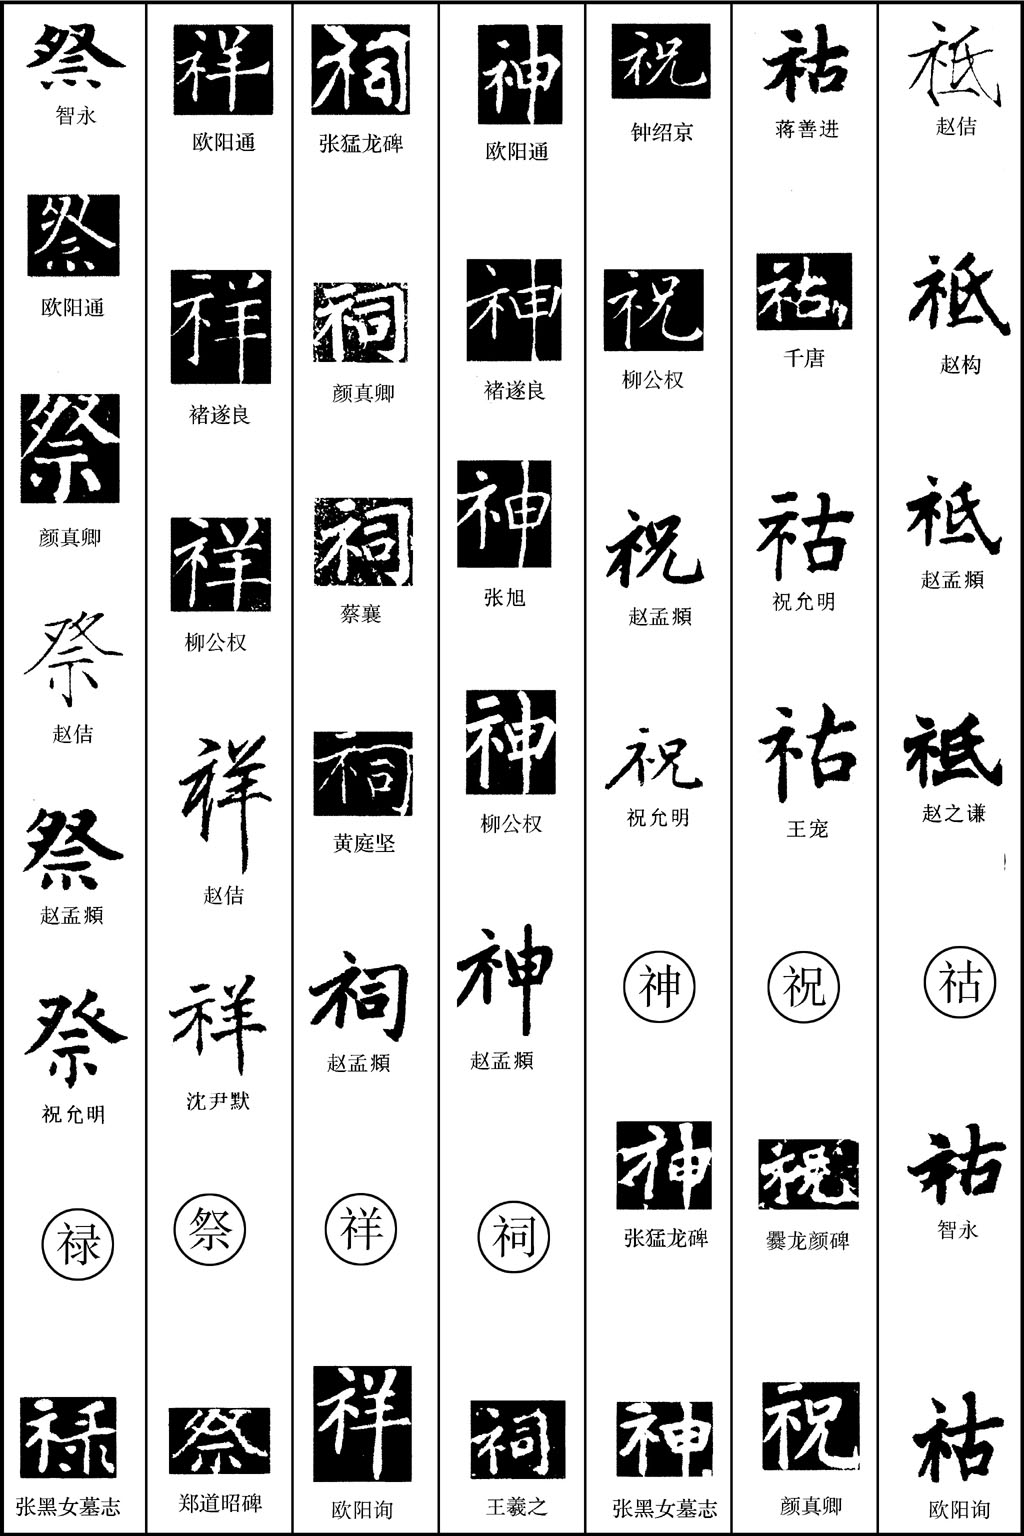 祗
赵佶
祗
赵构
祗
赵孟頫
祗
赵之谦
祜
祜
智永
祜
欧阳询
祜
蒋善进
祜
千唐
祜
祝允明
祜
王宠
祝
祝
爨龙颜碑
祝
颜真卿
祝
钟绍京
祝
柳公权
祝
赵孟頫
祝
祝允明
神
神
张猛龙碑
神
张黑女墓志
神
欧阳通
神
褚遂良
神
张旭
神
柳公权
神
赵孟頫
祠
祠
王羲之
祠
张猛龙碑
祠
颜真卿
祠
蔡襄
祠
黄庭坚
祠
赵孟頫
祥
祥
欧阳询
祥
欧阳通
祥
褚遂良
祥
柳公权
祥
赵佶
祥
沈尹默
祭
祭
郑道昭碑
祭
智永
祭
欧阳通
祭
颜真卿
祭
赵佶
祭
赵孟頫
祭
祝允明
禄
禄
张黑女墓志